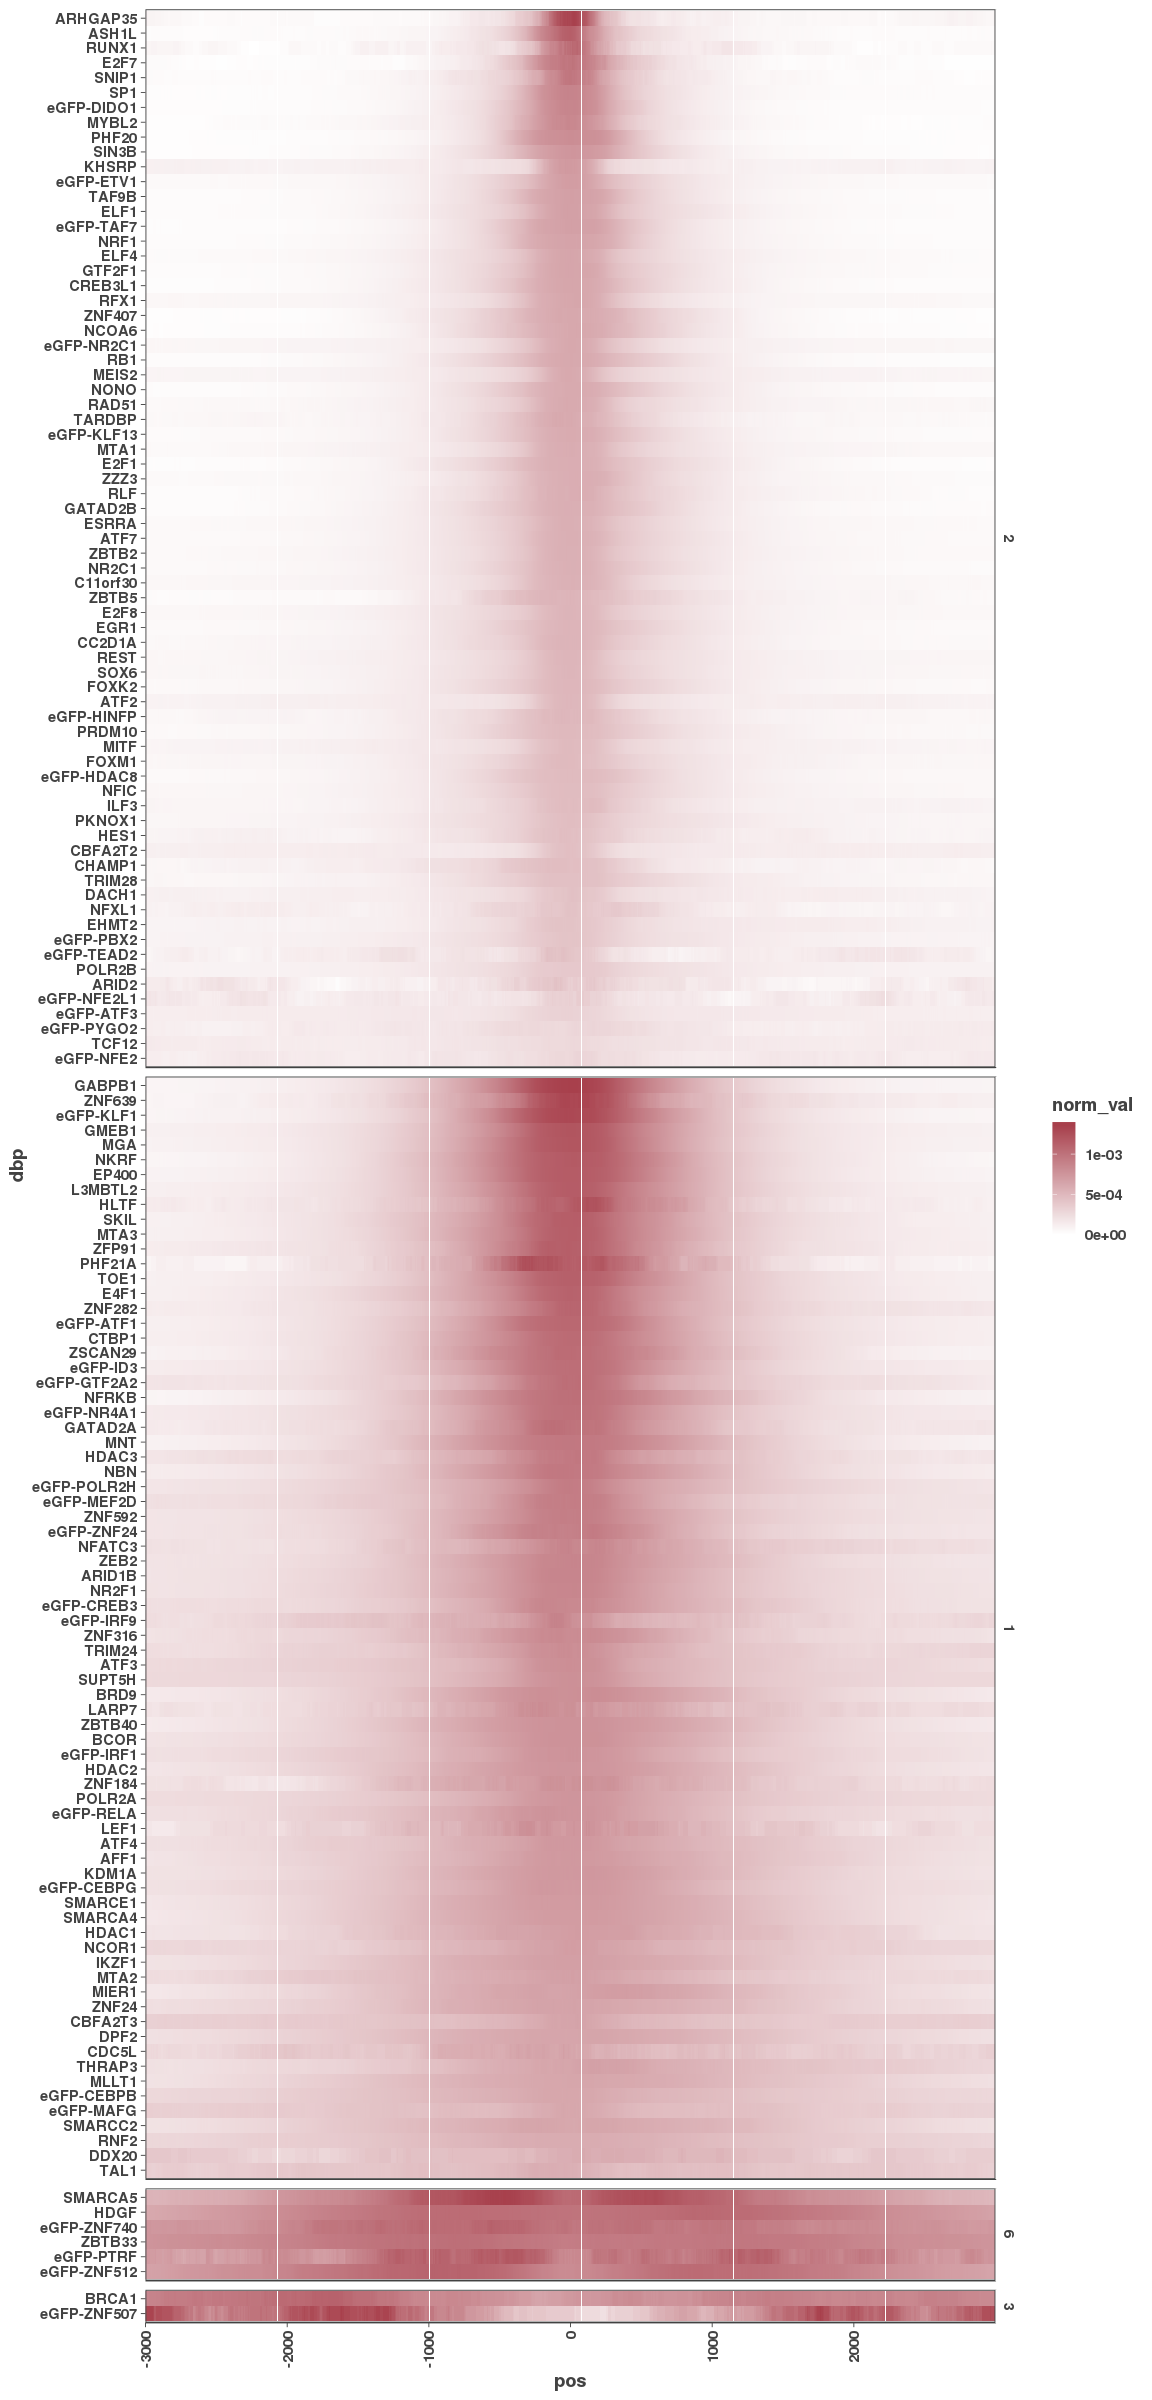 ARHGAP35
ASH1L
RUNX1
E2F7
SNIP1
SP1
eGFP-DIDO1
MYBL2
PHF20
SIN3B
KHSRP
eGFP-ETV1
TAF9B
ELF1
eGFP-TAF7
NRF1
ELF4
GTF2F1
CREB3L1
RFX1
ZNF407
NCOA6
eGFP-NR2C1
RB1
MEIS2
NONO
RAD51
TARDBP
eGFP-KLF13
MTA1
E2F1
ZZZ3
RLF
GATAD2B
ESRRA
ATF7
ZBTB2
NR2C1
C11orf30
ZBTB5
E2F8
EGR1
CC2D1A
REST
SOX6
FOXK2
ATF2
eGFP-HINFP
PRDM10
MITF
FOXM1
eGFP-HDAC8
NFIC
ILF3
PKNOX1
HES1
CBFA2T2
CHAMP1
TRIM28
DACH1
NFXL1
EHMT2
eGFP-PBX2
eGFP-TEAD2
POLR2B
ARID2
eGFP-NFE2L1
eGFP-ATF3
eGFP-PYGO2
TCF12
eGFP-NFE2
2
GABPB1
ZNF639
eGFP-KLF1
GMEB1
MGA
NKRF
EP400
L3MBTL2
HLTF
SKIL
MTA3
ZFP91
PHF21A
TOE1
E4F1
ZNF282
eGFP-ATF1
CTBP1
ZSCAN29
eGFP-ID3
eGFP-GTF2A2
NFRKB
eGFP-NR4A1
GATAD2A
MNT
HDAC3
NBN
eGFP-POLR2H
eGFP-MEF2D
ZNF592
eGFP-ZNF24
NFATC3
ZEB2
ARID1B
NR2F1
eGFP-CREB3
eGFP-IRF9
ZNF316
TRIM24
ATF3
SUPT5H
BRD9
LARP7
ZBTB40
BCOR
eGFP-IRF1
HDAC2
ZNF184
POLR2A
eGFP-RELA
LEF1
ATF4
AFF1
KDM1A
eGFP-CEBPG
SMARCE1
SMARCA4
HDAC1
NCOR1
IKZF1
MTA2
MIER1
ZNF24
CBFA2T3
DPF2
CDC5L
THRAP3
MLLT1
eGFP-CEBPB
eGFP-MAFG
SMARCC2
RNF2
DDX20
TAL1
1
SMARCA5
HDGF
eGFP-ZNF740
ZBTB33
eGFP-PTRF
eGFP-ZNF512
6
BRCA1
eGFP-ZNF507
3
-3000
-2000
-1000
0
1000
2000
pos
dbp
norm_val
1e-03
5e-04
0e+00